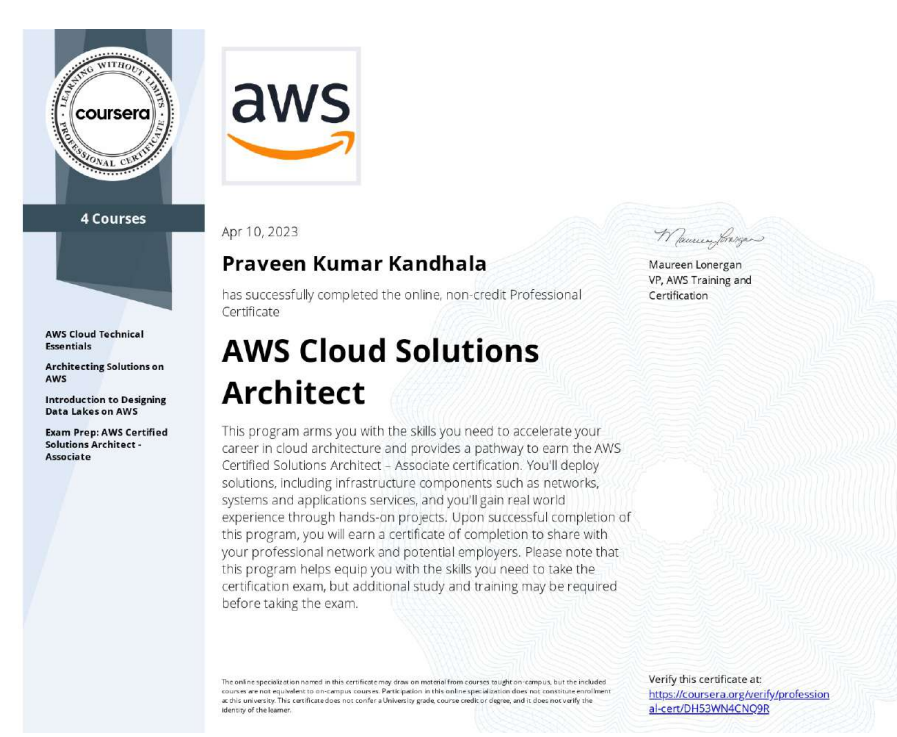 LEARNING WITHOUT LIMITS
coursera
PROFESSIONAL CERTIFICATE
4 Courses
AWS Cloud Technical
Essentials
Architecting Solutions on
AWS
Introduction to Designing
Data Lakes on AWS
Exam Prep: AWS Certified
Solutions Architect -
Associate
aws
Apr 10, 2023
Praveen Kumar Kandhala
has successfully completed the online, non-credit Professional
Certificate
AWS Cloud Solutions
Architect
This program arms you with the skills you need to accelerate your
career in cloud architecture and provides a pathway to earn the AWS
Certified Solutions Architect – Associate certification. You'll deploy
solutions, including infrastructure components such as networks,
systems and applications services, and you'll gain real world
experience through hands-on projects. Upon successful completion of
this program, you will earn a certificate of completion to share with
your professional network and potential employers. Please note that
this program helps equip you with the skills you need to take the
certification exam, but additional study and training may be required
before taking the exam.
Maureen Lonergan
Maureen Lonergan
VP, AWS Training and
Certification
The online specialization named in this certificate may draw on material from courses taught on-campus, but the included
courses are not equivalent to on-campus courses. Participation in this online specialization does not constitute enrollment
at this university. This certificate does not confer a University grade, course credit or degree, and it does not verify the
identity of the learner.
Verify this certificate at:
https://coursera.org/verify/profession
al-cert/DH53WN4CNQ9R